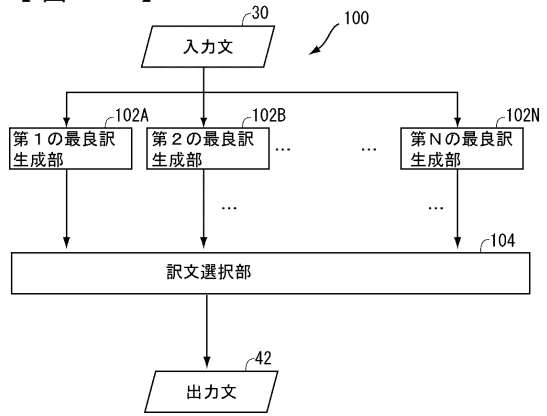 30
100
入力文
102A
102B
102N
第1の最良訳
生成部
第2の最良訳
生成部
…
…
第Nの最良訳
生成部
…
…
104
訳文選択部
42
出力文